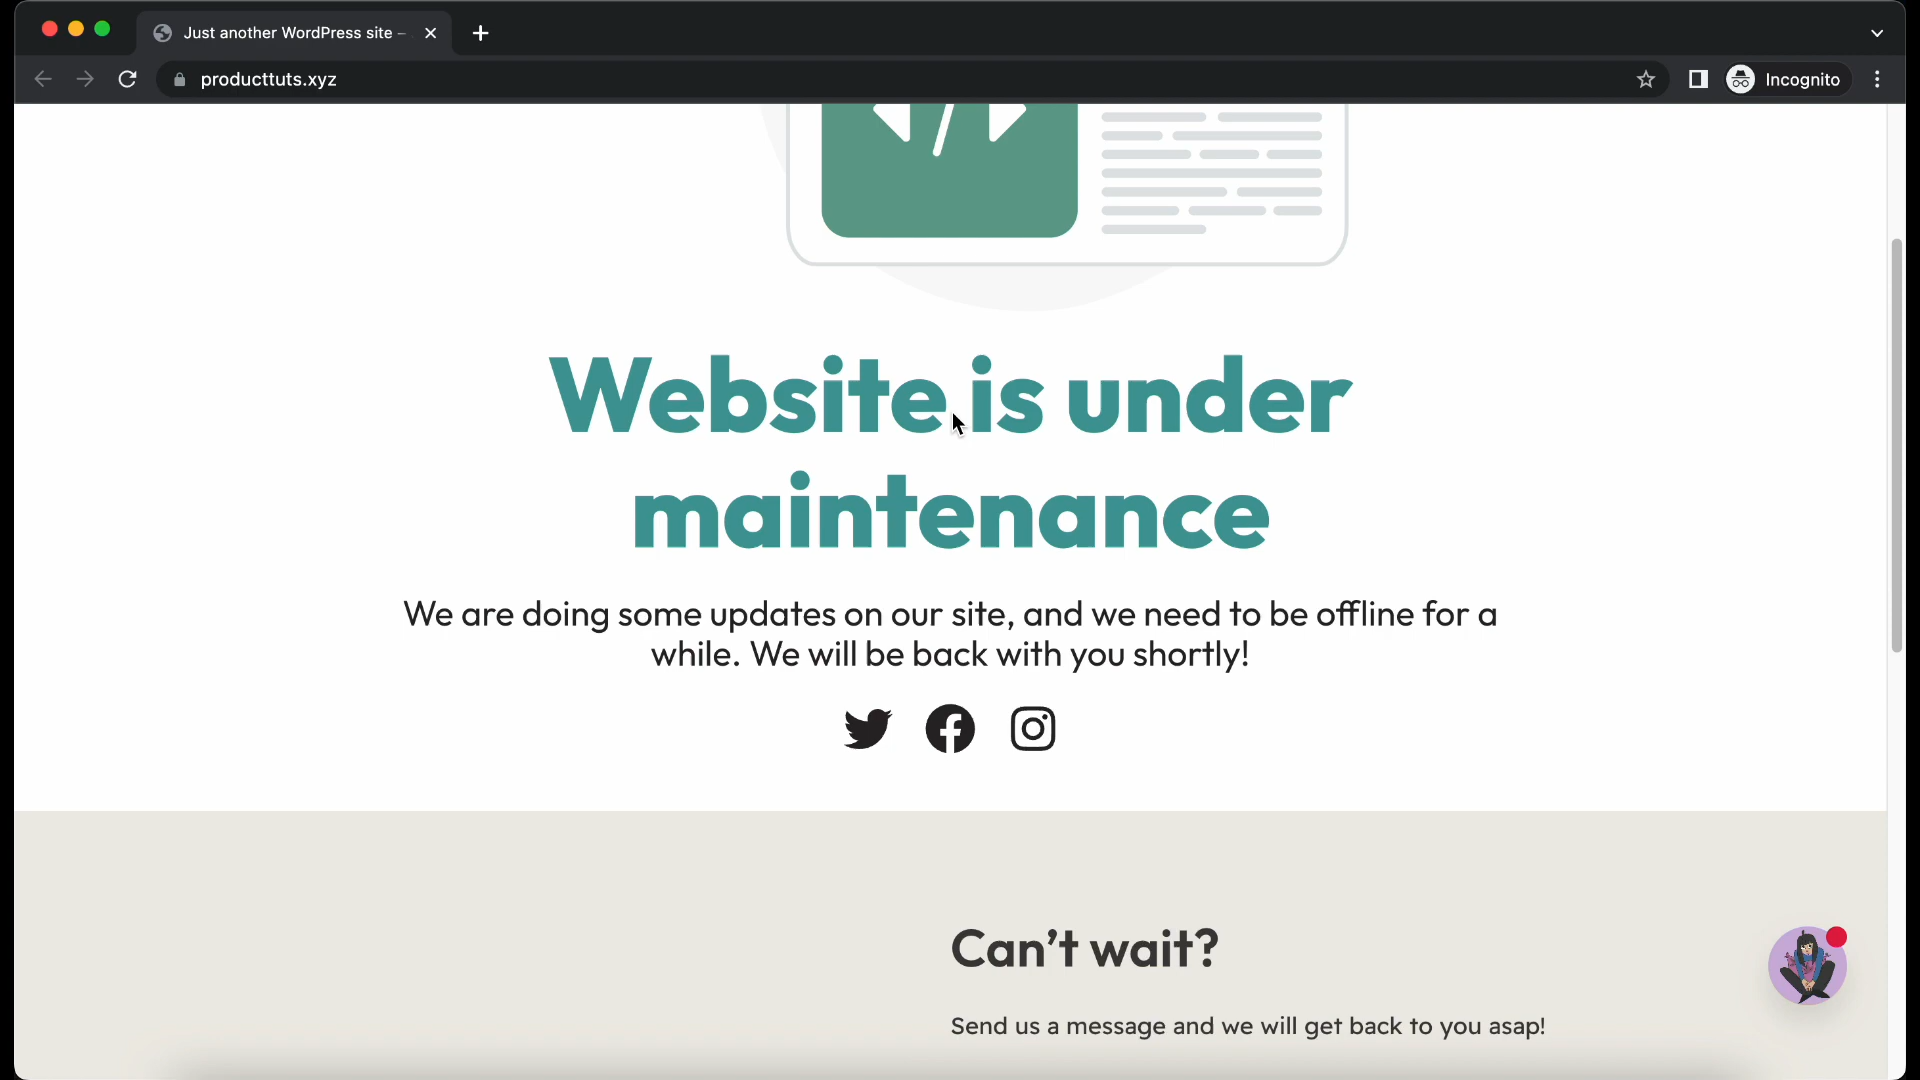 Just another WordPress site –
producttuts.xyz
Incognito
Website is under
maintenance
We are doing some updates on our site, and we need to be offline for a
while. We will be back with you shortly!
Can’t wait?
Send us a message and we will get back to you asap!